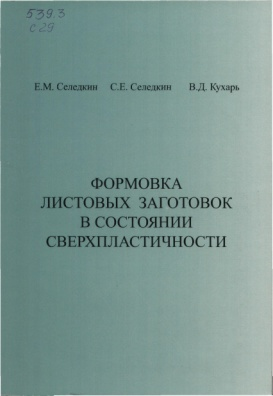 539.3
С29
Е.М. Селедкин С.Е. Селедкин В.Д. Кухарь
ФОРМОВКА
ЛИСТОВЫХ ЗАГОТОВОК
В СОСТОЯНИИ
СВЕРХПЛАСТИЧНОСТИ